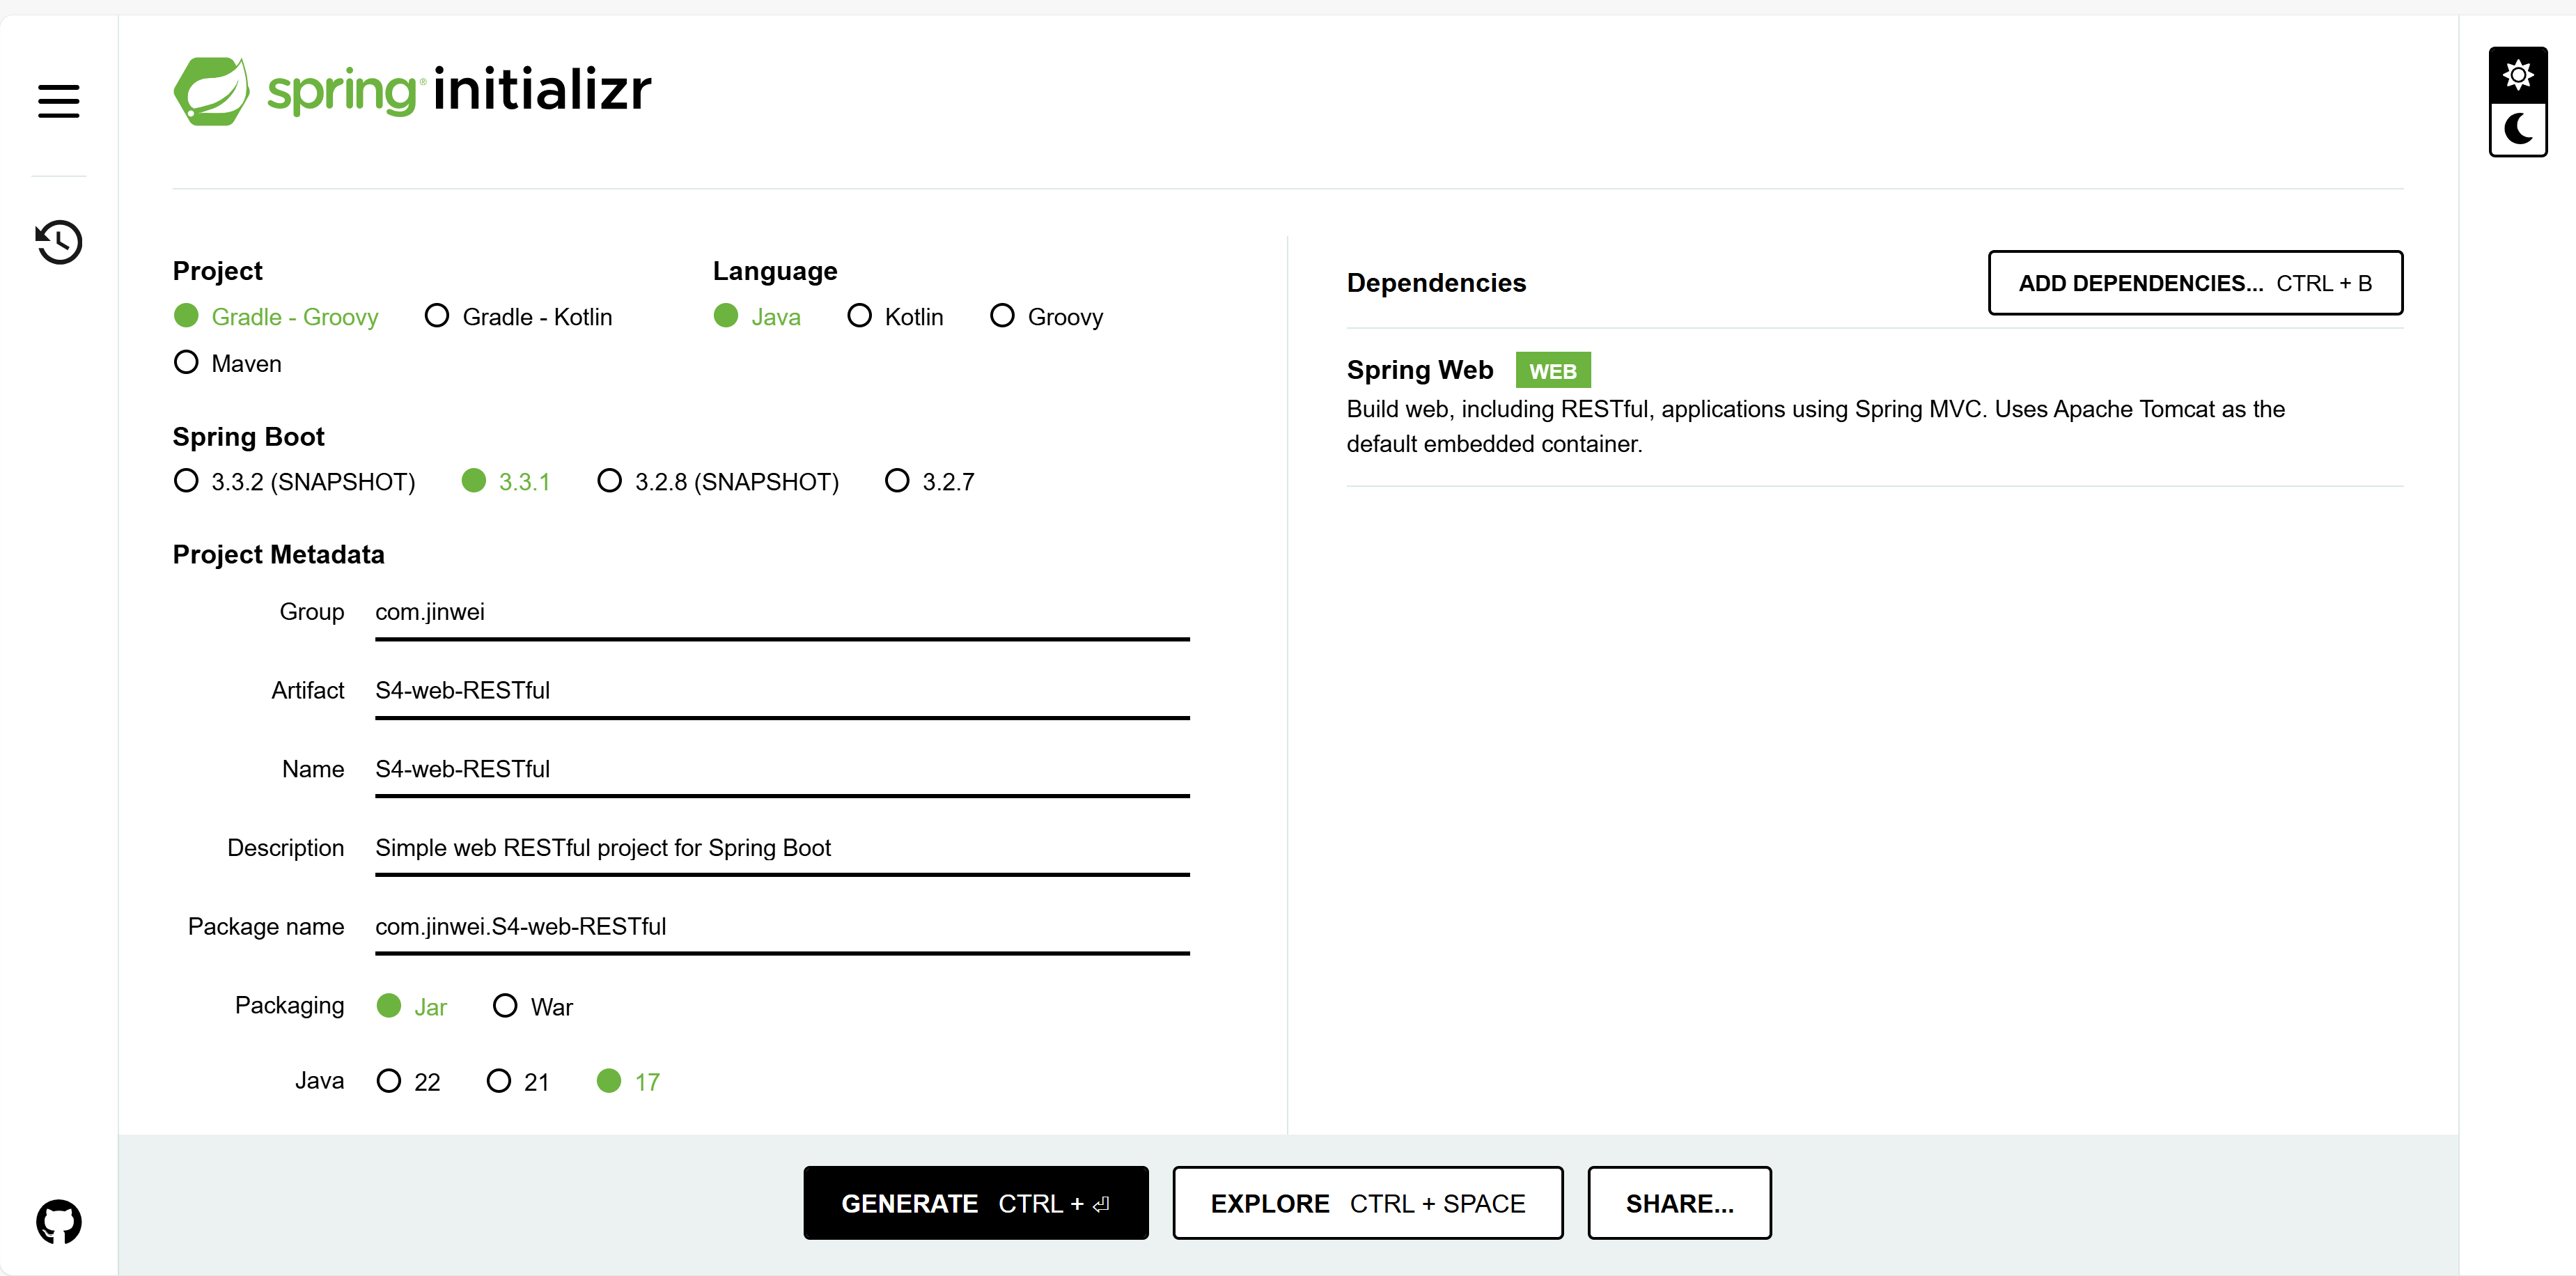 spring® initializr
Project
Gradle - Groovy
Gradle - Kotlin
Maven
Language
Java
Kotlin
Groovy
Spring Boot
3.3.2 (SNAPSHOT)
3.3.1
3.2.8 (SNAPSHOT)
3.2.7
Project Metadata
Group com.jinwei
Artifact S4-web-RESTful
Name S4-web-RESTful
Description Simple web RESTful project for Spring Boot
Package name com.jinwei.S4-web-RESTful
Packaging Jar War
Java 22 21 17
Dependencies
ADD DEPENDENCIES... CTRL + B
Spring Web WEB
Build web, including RESTful, applications using Spring MVC. Uses Apache Tomcat as the
default embedded container.
GENERATE CTRL + ⏎
EXPLORE CTRL + SPACE
SHARE...